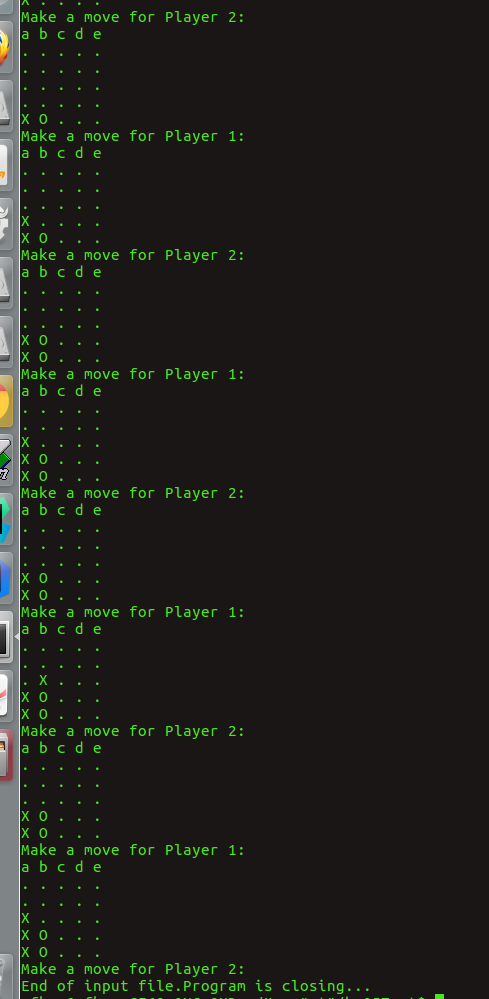 X . . . .
Make a move for Player 2:
a b c d e
. . . . .
. . . . .
. . . . .
. . . . .
X O . . .
Make a move for Player 1:
a b c d e
. . . . .
. . . . .
. . . . .
X . . . .
X O . . .
Make a move for Player 2:
a b c d e
. . . . .
. . . . .
. . . . .
X O . . .
X O . . .
Make a move for Player 1:
a b c d e
. . . . .
. . . . .
X . . . .
X O . . .
X O . . .
Make a move for Player 2:
a b c d e
. . . . .
. . . . .
. . . . .
X O . . .
X O . . .
Make a move for Player 1:
a b c d e
. . . . .
. . . . .
. X . . .
X O . . .
X O . . .
Make a move for Player 2:
a b c d e
. . . . .
. . . . .
. . . . .
X O . . .
X O . . .
Make a move for Player 1:
a b c d e
. . . . .
. . . . .
X . . . .
X O . . .
X O . . .
Make a move for Player 2:
End of input file.Program is closing...